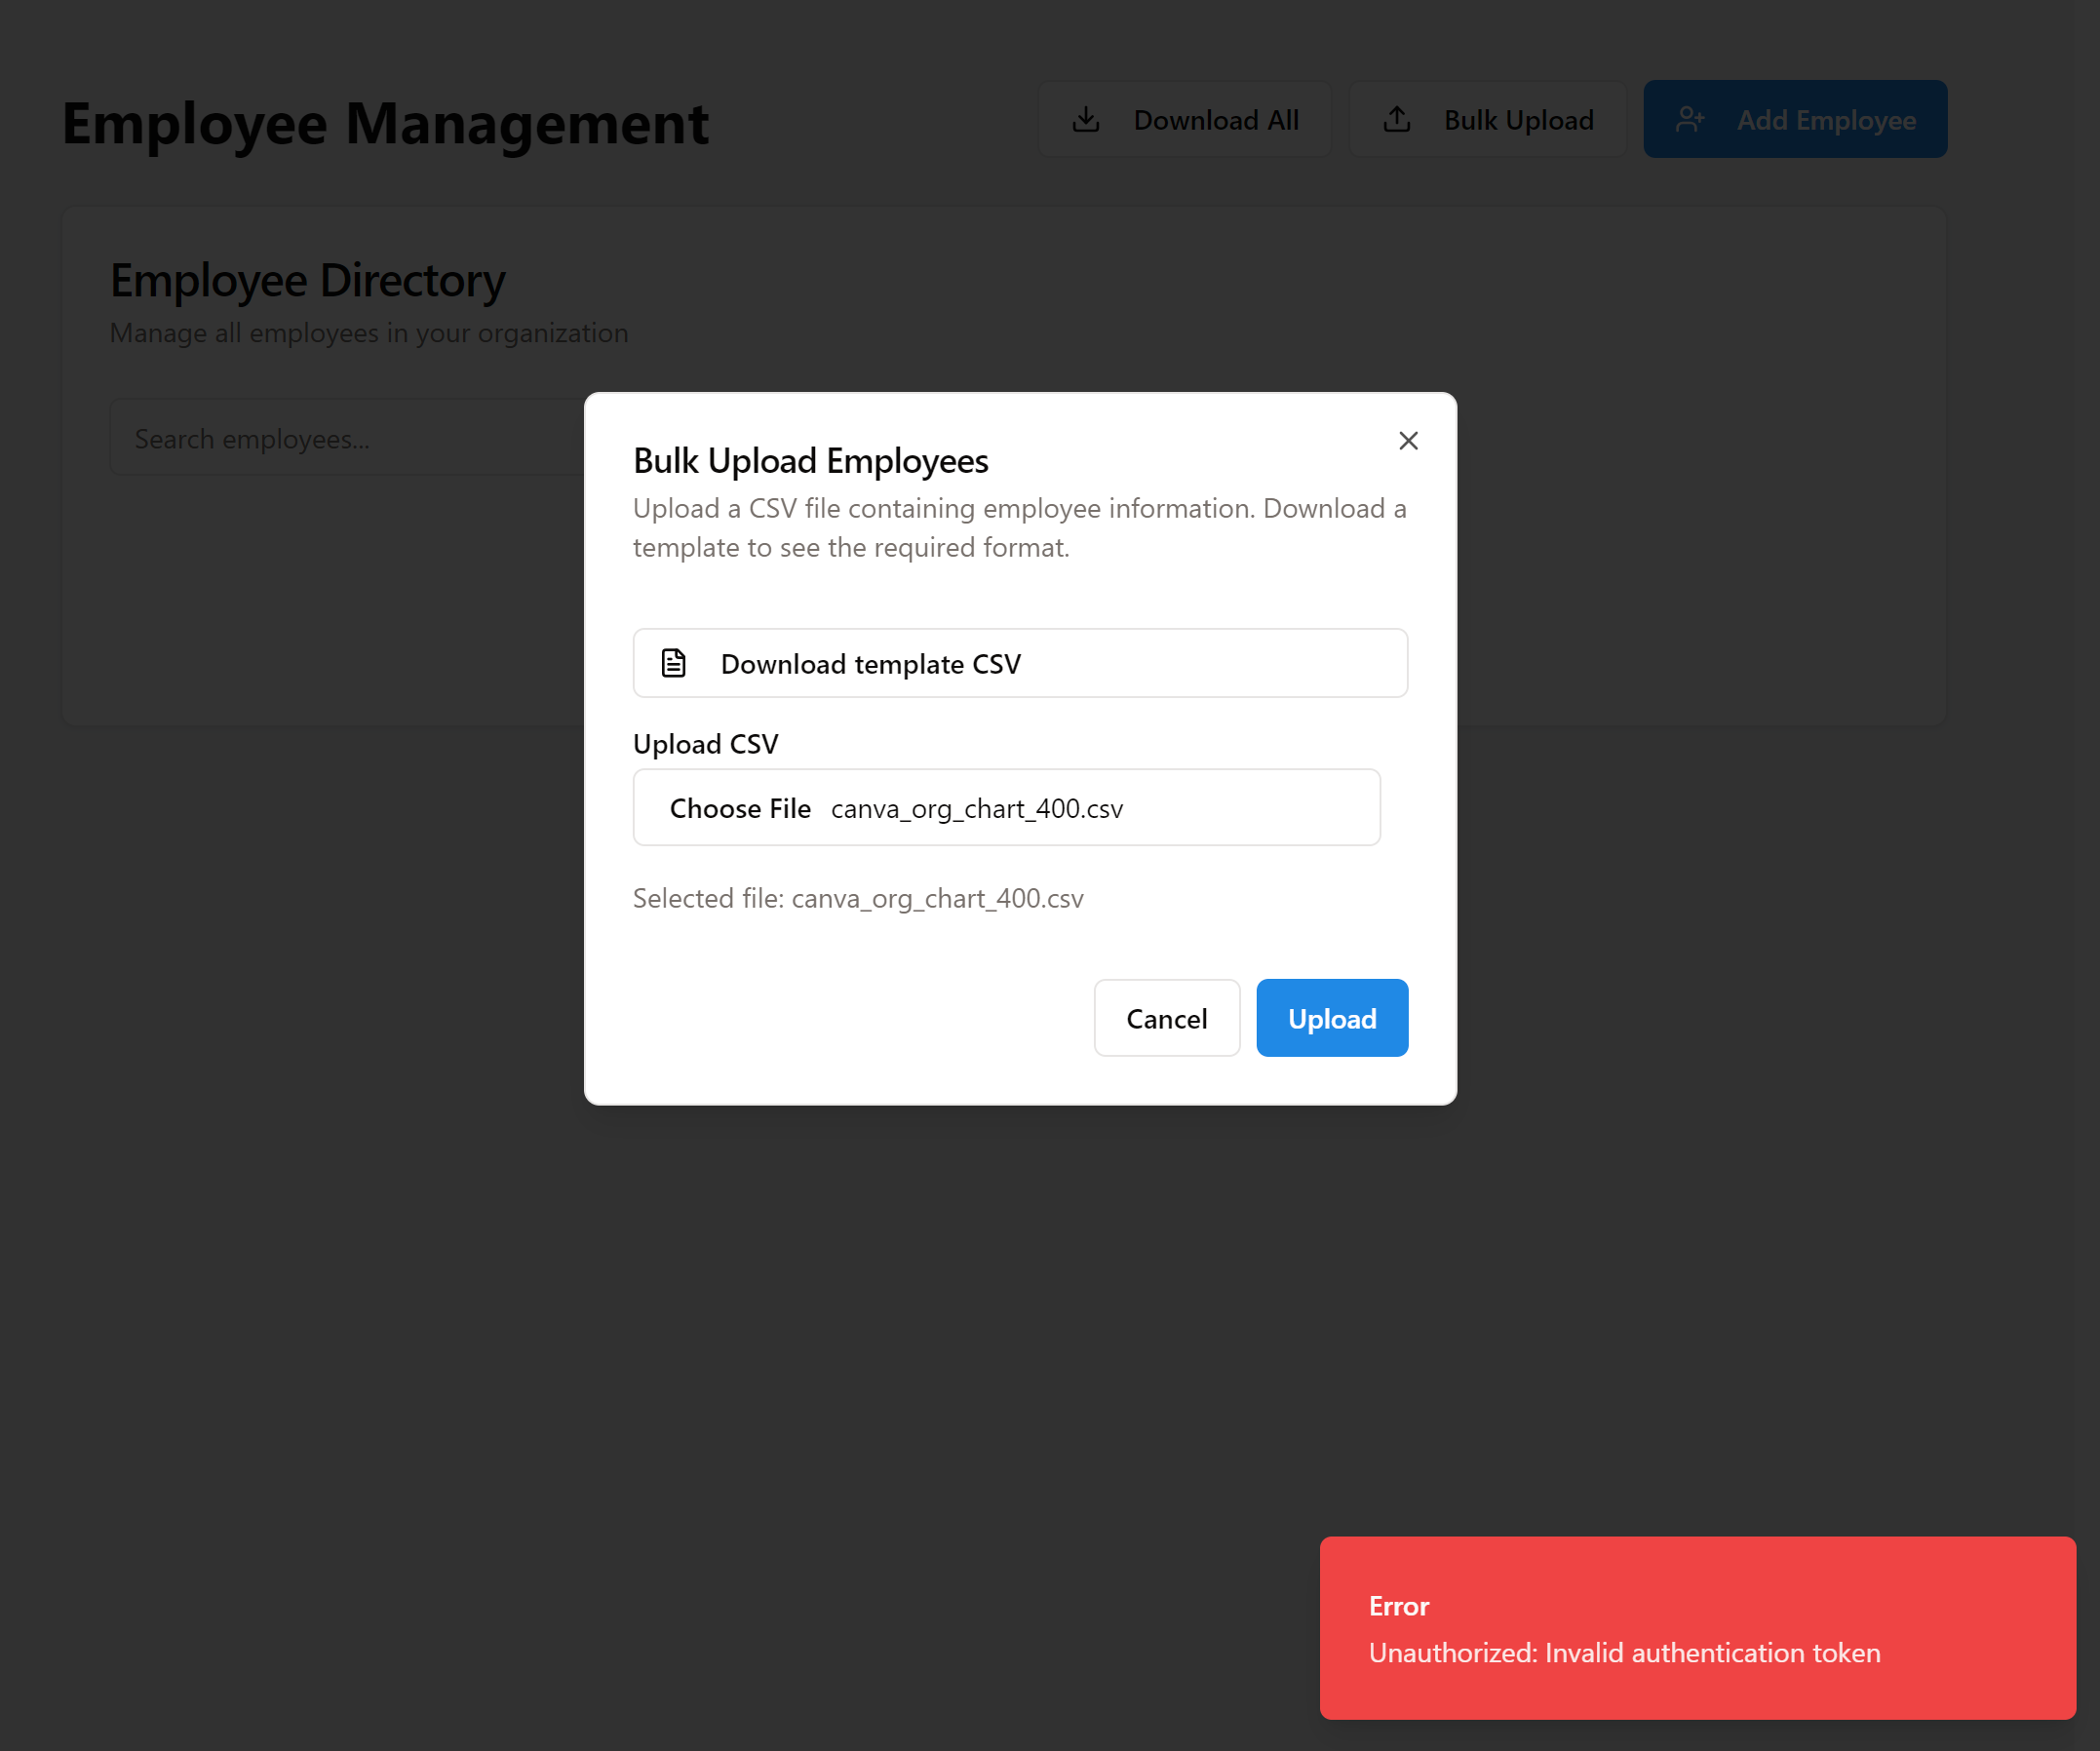 Employee Management
Download All
Bulk Upload
Add Employee
Employee Directory
Manage all employees in your organization
Search employees...
Bulk Upload Employees
Upload a CSV file containing employee information. Download a
template to see the required format.
Download template CSV
Upload CSV
Choose File canva_org_chart_400.csv
Selected file: canva_org_chart_400.csv
Cancel
Upload
Error
Unauthorized: Invalid authentication token